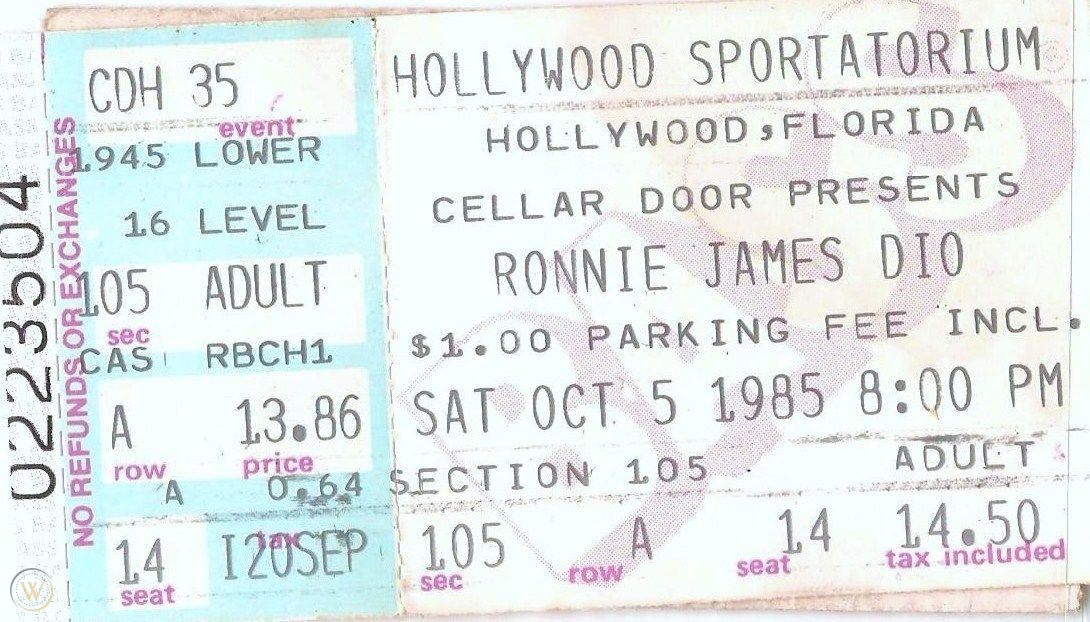 0223504
NO REFUNDS OR EXCHANGES
CDH 35
event
1945 LOWER
16 LEVEL
105 ADULT
sec
CAS RBCH1
A 13.86
row price
A 0.64
tax
14 I20SEP
seat
HOLLYWOOD SPORTATORIUM
HOLLYWOOD,FLORIDA
CELLAR DOOR PRESENTS
RONNIE JAMES DIO
$1.00 PARKING FEE INCL.
SAT OCT 5 1985 8:00 PM
SECTION 105 ADULT
105 A 14 14.50
sec row seat tax included
W